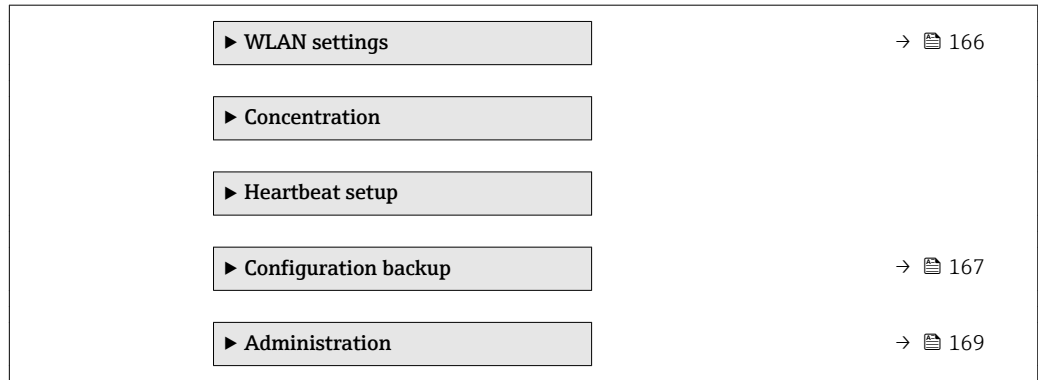 ▶ WLAN settings → 🖹 166
▶ Concentration
▶ Heartbeat setup
▶ Configuration backup → 🖹 167
▶ Administration → 🖹 169